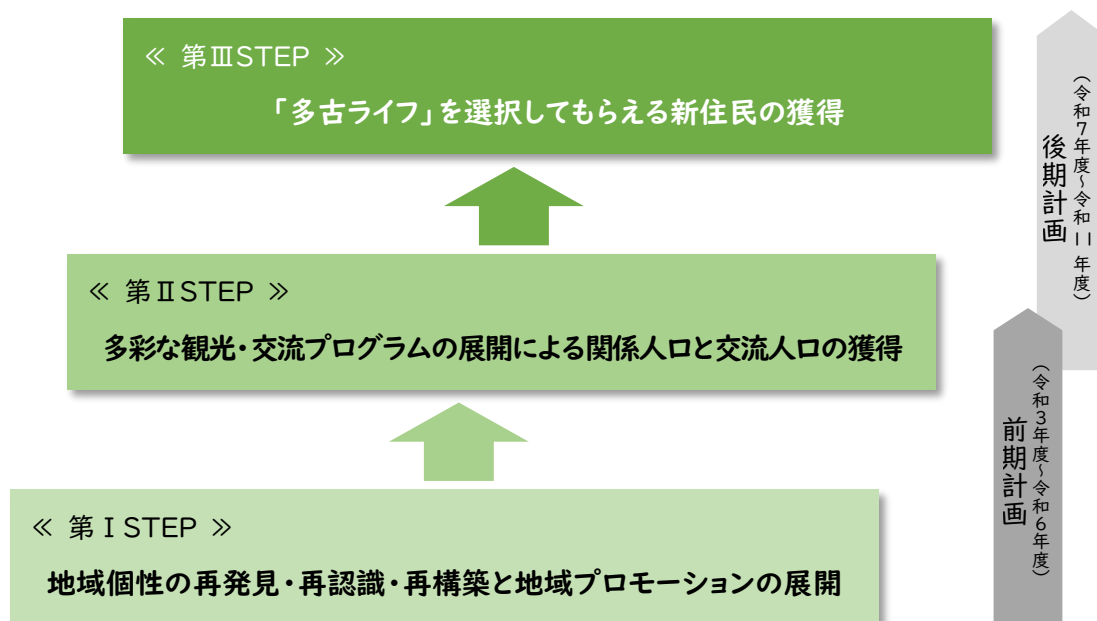 ≪ 第ⅢSTEP ≫
「多古ライフ」を選択してもらえる新住民の獲得
≪ 第ⅡSTEP ≫
多彩な観光・交流プログラムの展開による関係人口と交流人口の獲得
≪ 第ⅠSTEP ≫
地域個性の再発見・再認識・再構築と地域プロモーションの展開
後期計画
（令和7年度～令和11年度）
前期計画
（令和3年度～令和6年度）